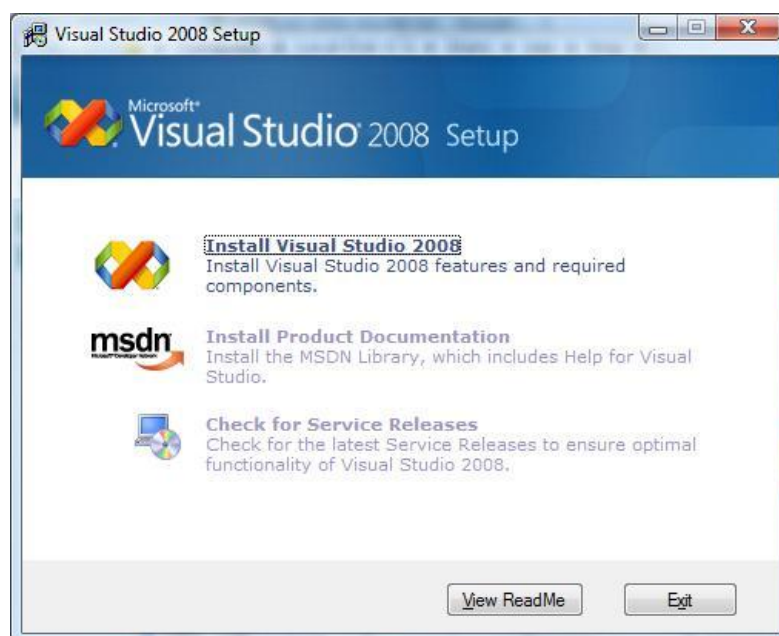 Visual Studio 2008 Setup
Microsoft®
Visual Studio® 2008 Setup
Install Visual Studio 2008
Install Visual Studio 2008 features and required
components.
msdn
Install Product Documentation
Install the MSDN Library, which includes Help for Visual
Studio.
Check for Service Releases
Check for the latest Service Releases to ensure optimal
functionality of Visual Studio 2008.
View ReadMe
Exit